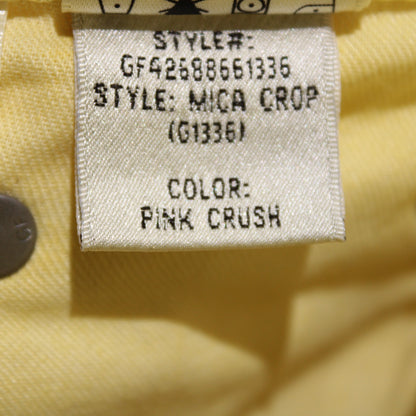 STYLE#:
GF42688661336
STYLE: MICA CROP
(G1336)
COLOR:
PINK CRUSH